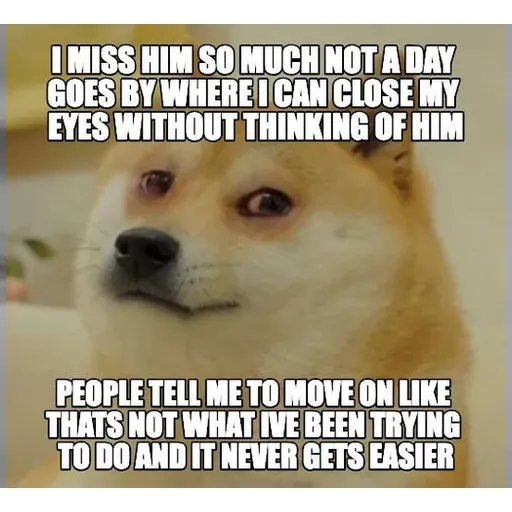 I MISS HIM SO MUCH NOT A DAY
GOES BY WHERE I CAN CLOSE MY
EYES WITHOUT THINKING OF HIM
PEOPLE TELL ME TO MOVE ON LIKE
THATS NOT WHAT IVE BEEN TRYING
TO DO AND IT NEVER GETS EASIER